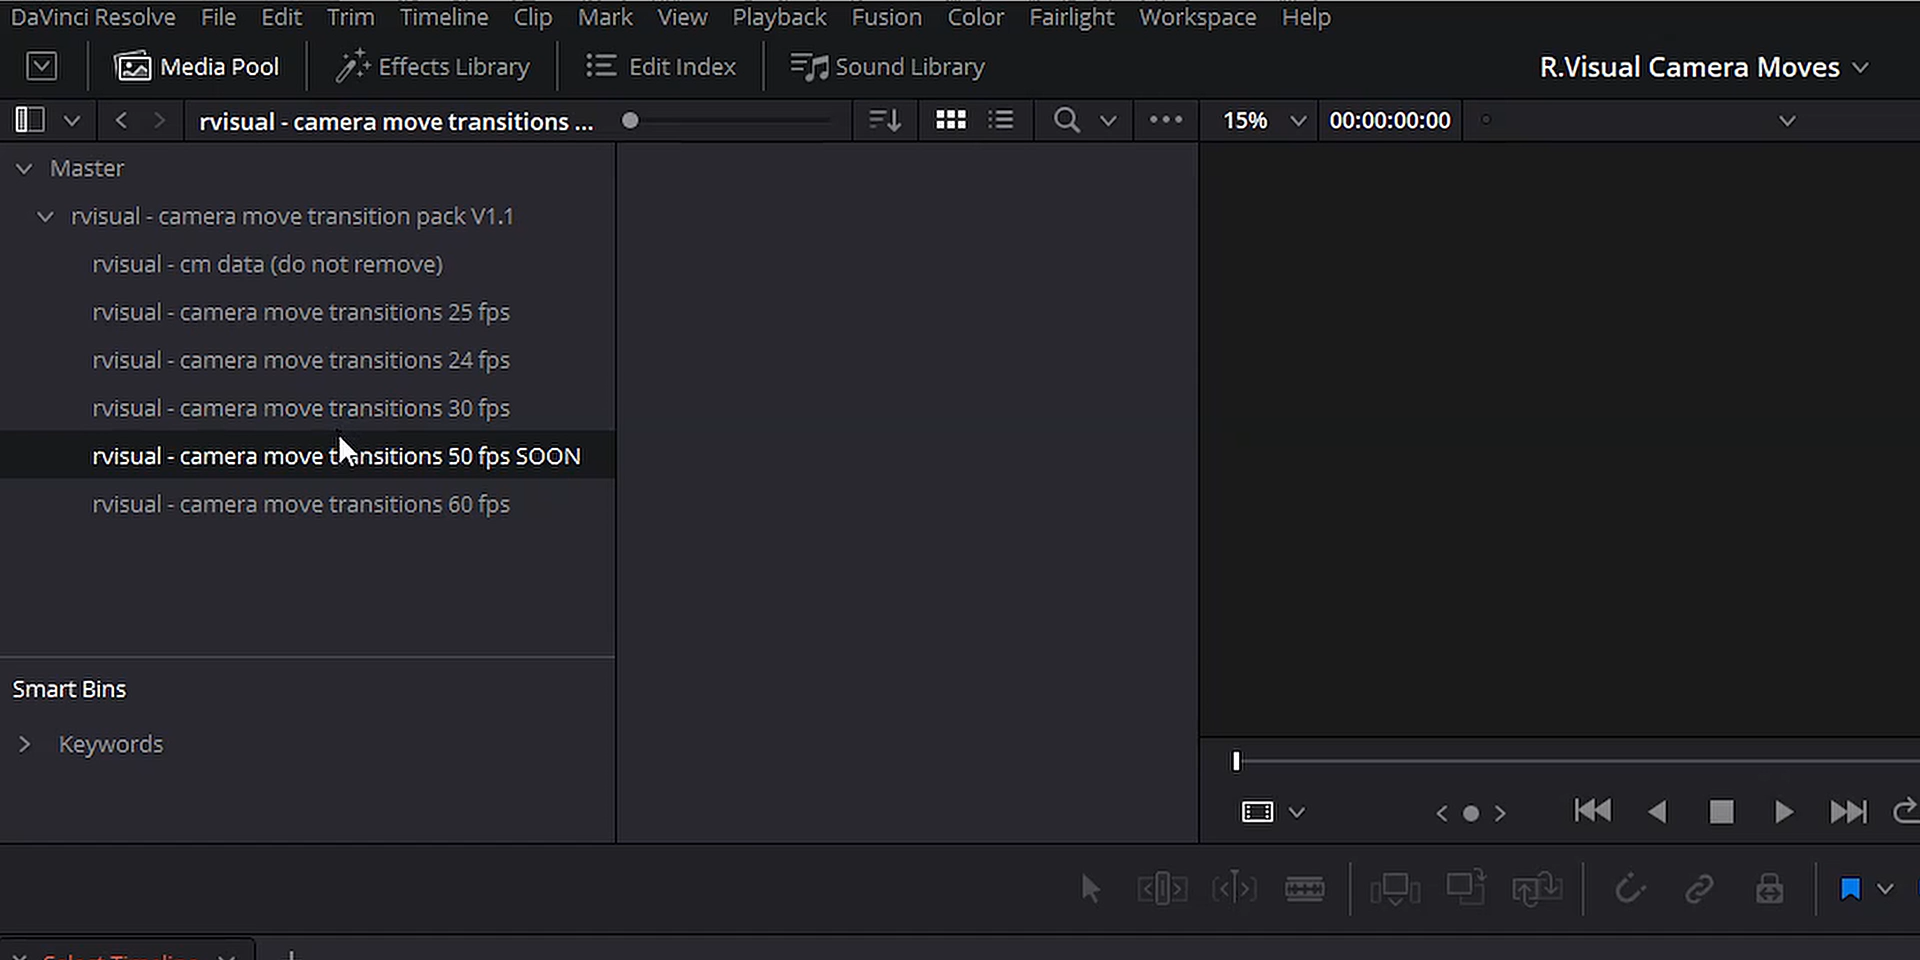 DaVinci Resolve File Edit Trim Timeline Clip Mark View Playback Fusion Color Fairlight Workspace Help
Media Pool Effects Library Edit Index Sound Library R.Visual Camera Moves
rvisual - camera move transitions ... 15% 00:00:00:00
Master
rvisual - camera move transition pack V1.1
rvisual - cm data (do not remove)
rvisual - camera move transitions 25 fps
rvisual - camera move transitions 24 fps
rvisual - camera move transitions 30 fps
rvisual - camera move transitions 50 fps SOON
rvisual - camera move transitions 60 fps
Smart Bins
Keywords
Select Timeline